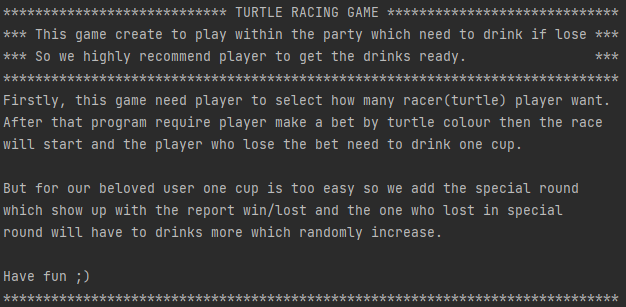 **************************** TURTLE RACING GAME *****************************
*** This game create to play within the party which need to drink if lose ***
*** So we highly recommend player to get the drinks ready.                ***
*****************************************************************************
Firstly, this game need player to select how many racer(turtle) player want.
After that program require player make a bet by turtle colour then the race
will start and the player who lose the bet need to drink one cup.

But for our beloved user one cup is too easy so we add the special round
which show up with the report win/lost and the one who lost in special
round will have to drinks more which randomly increase.

Have fun ;)
*****************************************************************************